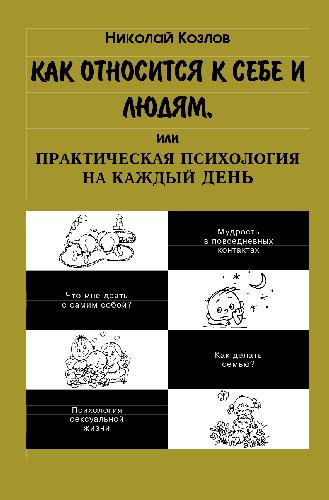 Николай Козлов
КАК ОТНОСИТСЯ К СЕБЕ И
ЛЮДЯМ,
ИЛИ
ПРАКТИЧЕСКАЯ ПСИХОЛОГИЯ
НА КАЖДЫЙ ДЕНЬ
Мудрость
в повседневных
контактах
Что мне делать
с самим собой?
Как делать
семью?
Психология
сексуальной
жизни